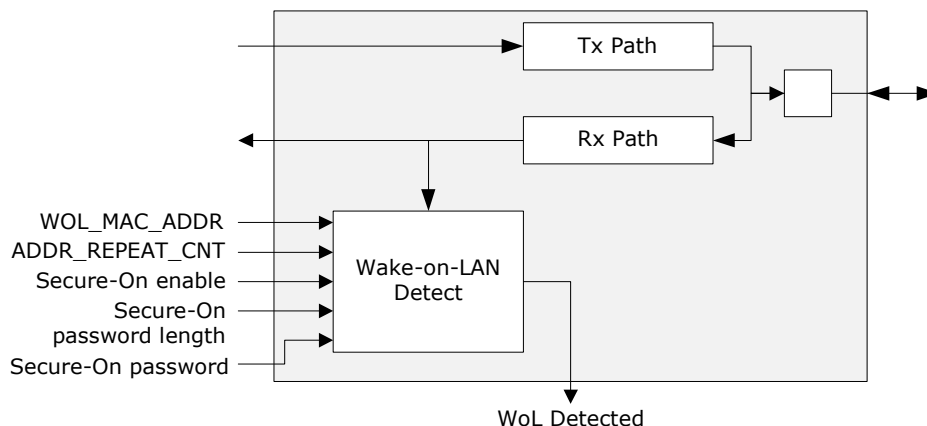 Tx Path
Rx Path
WOL_MAC_ADDR
ADDR_REPEAT_CNT
Secure-On enable
Secure-On
password length
Secure-On password
Wake-on-LAN
Detect
WoL Detected